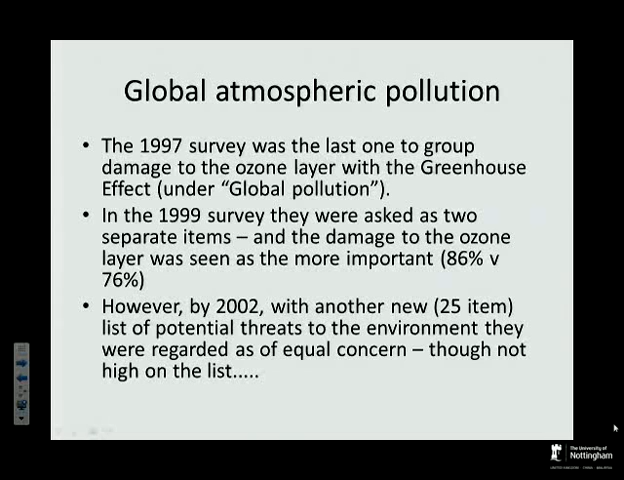 Global atmospheric pollution
• The 1997 survey was the last one to group
damage to the ozone layer with the Greenhouse
Effect (under “Global pollution”).
• In the 1999 survey they were asked as two
separate items – and the damage to the ozone
layer was seen as the more important (86% v
76%)
• However, by 2002, with another new (25 item)
list of potential threats to the environment they
were regarded as of equal concern – though not
high on the list.....
The University of
Nottingham